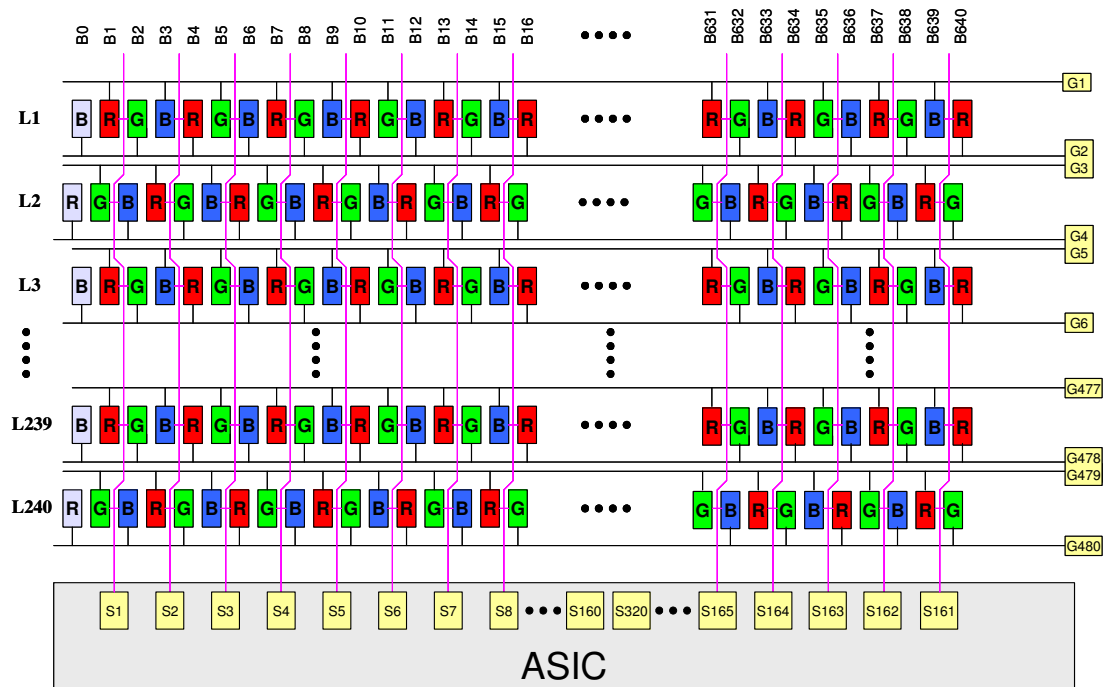 B0 B1 B2 B3 B4 B5 B6 B7 B8 B9 B10 B11 B12 B13 B14 B15 B16 B631 B632 B633 B634 B635 B636 B637 B638 B639 B640
G1
L1 B R G B R G B R G B R G B R G B R R G B R G B R G B R
G2
G3
L2 R G B R G B R G B R G B R G B R G G B R G B R G B R G
G4
G5
L3 B R G B R G B R G B R G B R G B R R G B R G B R G B R
G6
G477
L239 B R G B R G B R G B R G B R G B R R G B R G B R G B R
G478
G479
L240 R G B R G B R G B R G B R G B R G G B R G B R G B R G
G480
S1 S2 S3 S4 S5 S6 S7 S8 S160 S320 S165 S164 S163 S162 S161
ASIC